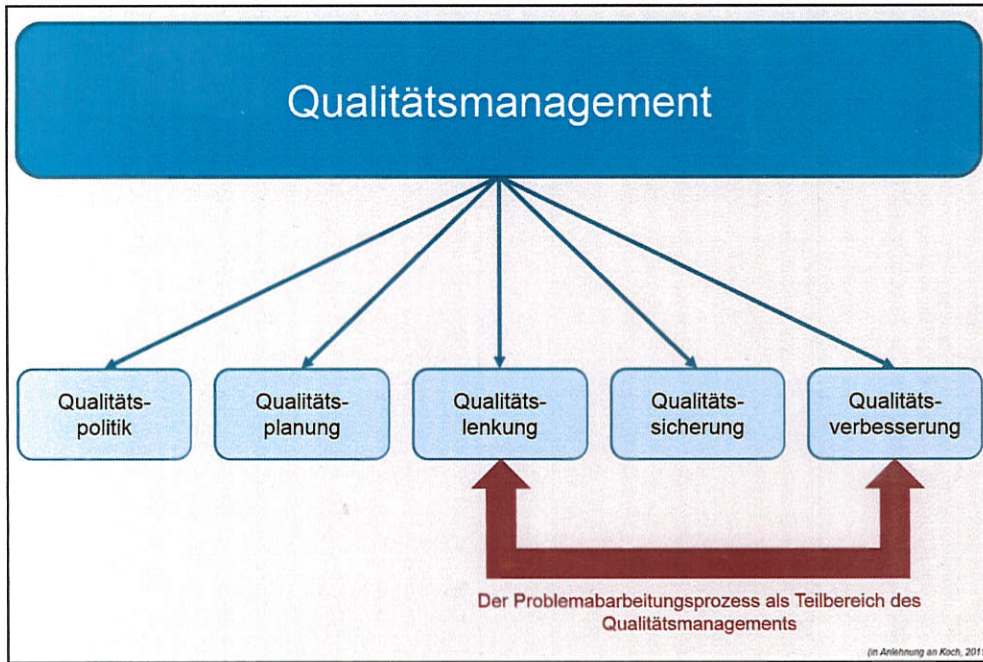 Qualitätsmanagement
Qualitäts-
politik
Qualitäts-
planung
Qualitäts-
lenkung
Qualitäts-
sicherung
Qualitäts-
verbesserung
Der Problemabarbeitungsprozess als Teilbereich des
Qualitätsmanagements
(in Anlehnung an Koch, 2011